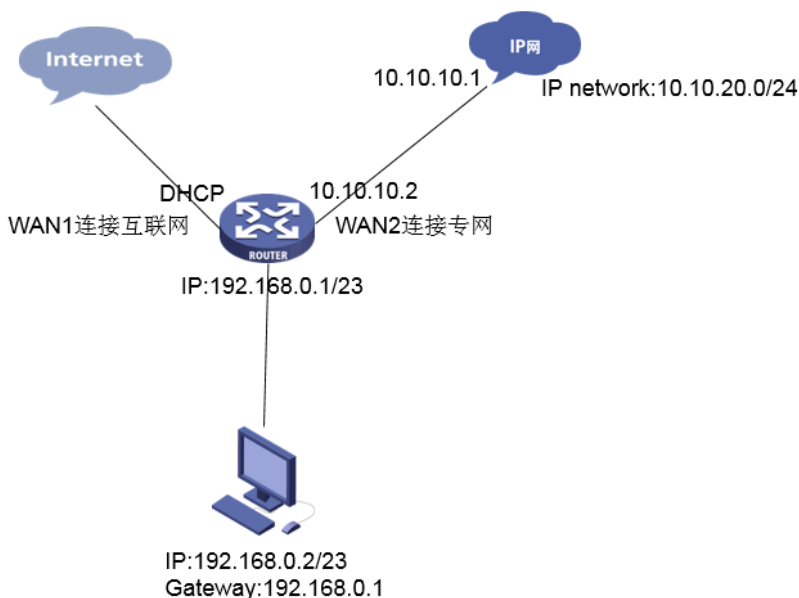 Internet
IP网
10.10.10.1
IP network:10.10.20.0/24
DHCP
10.10.10.2
WAN1连接互联网
WAN2连接专网
ROUTER
IP:192.168.0.1/23
IP:192.168.0.2/23
Gateway:192.168.0.1